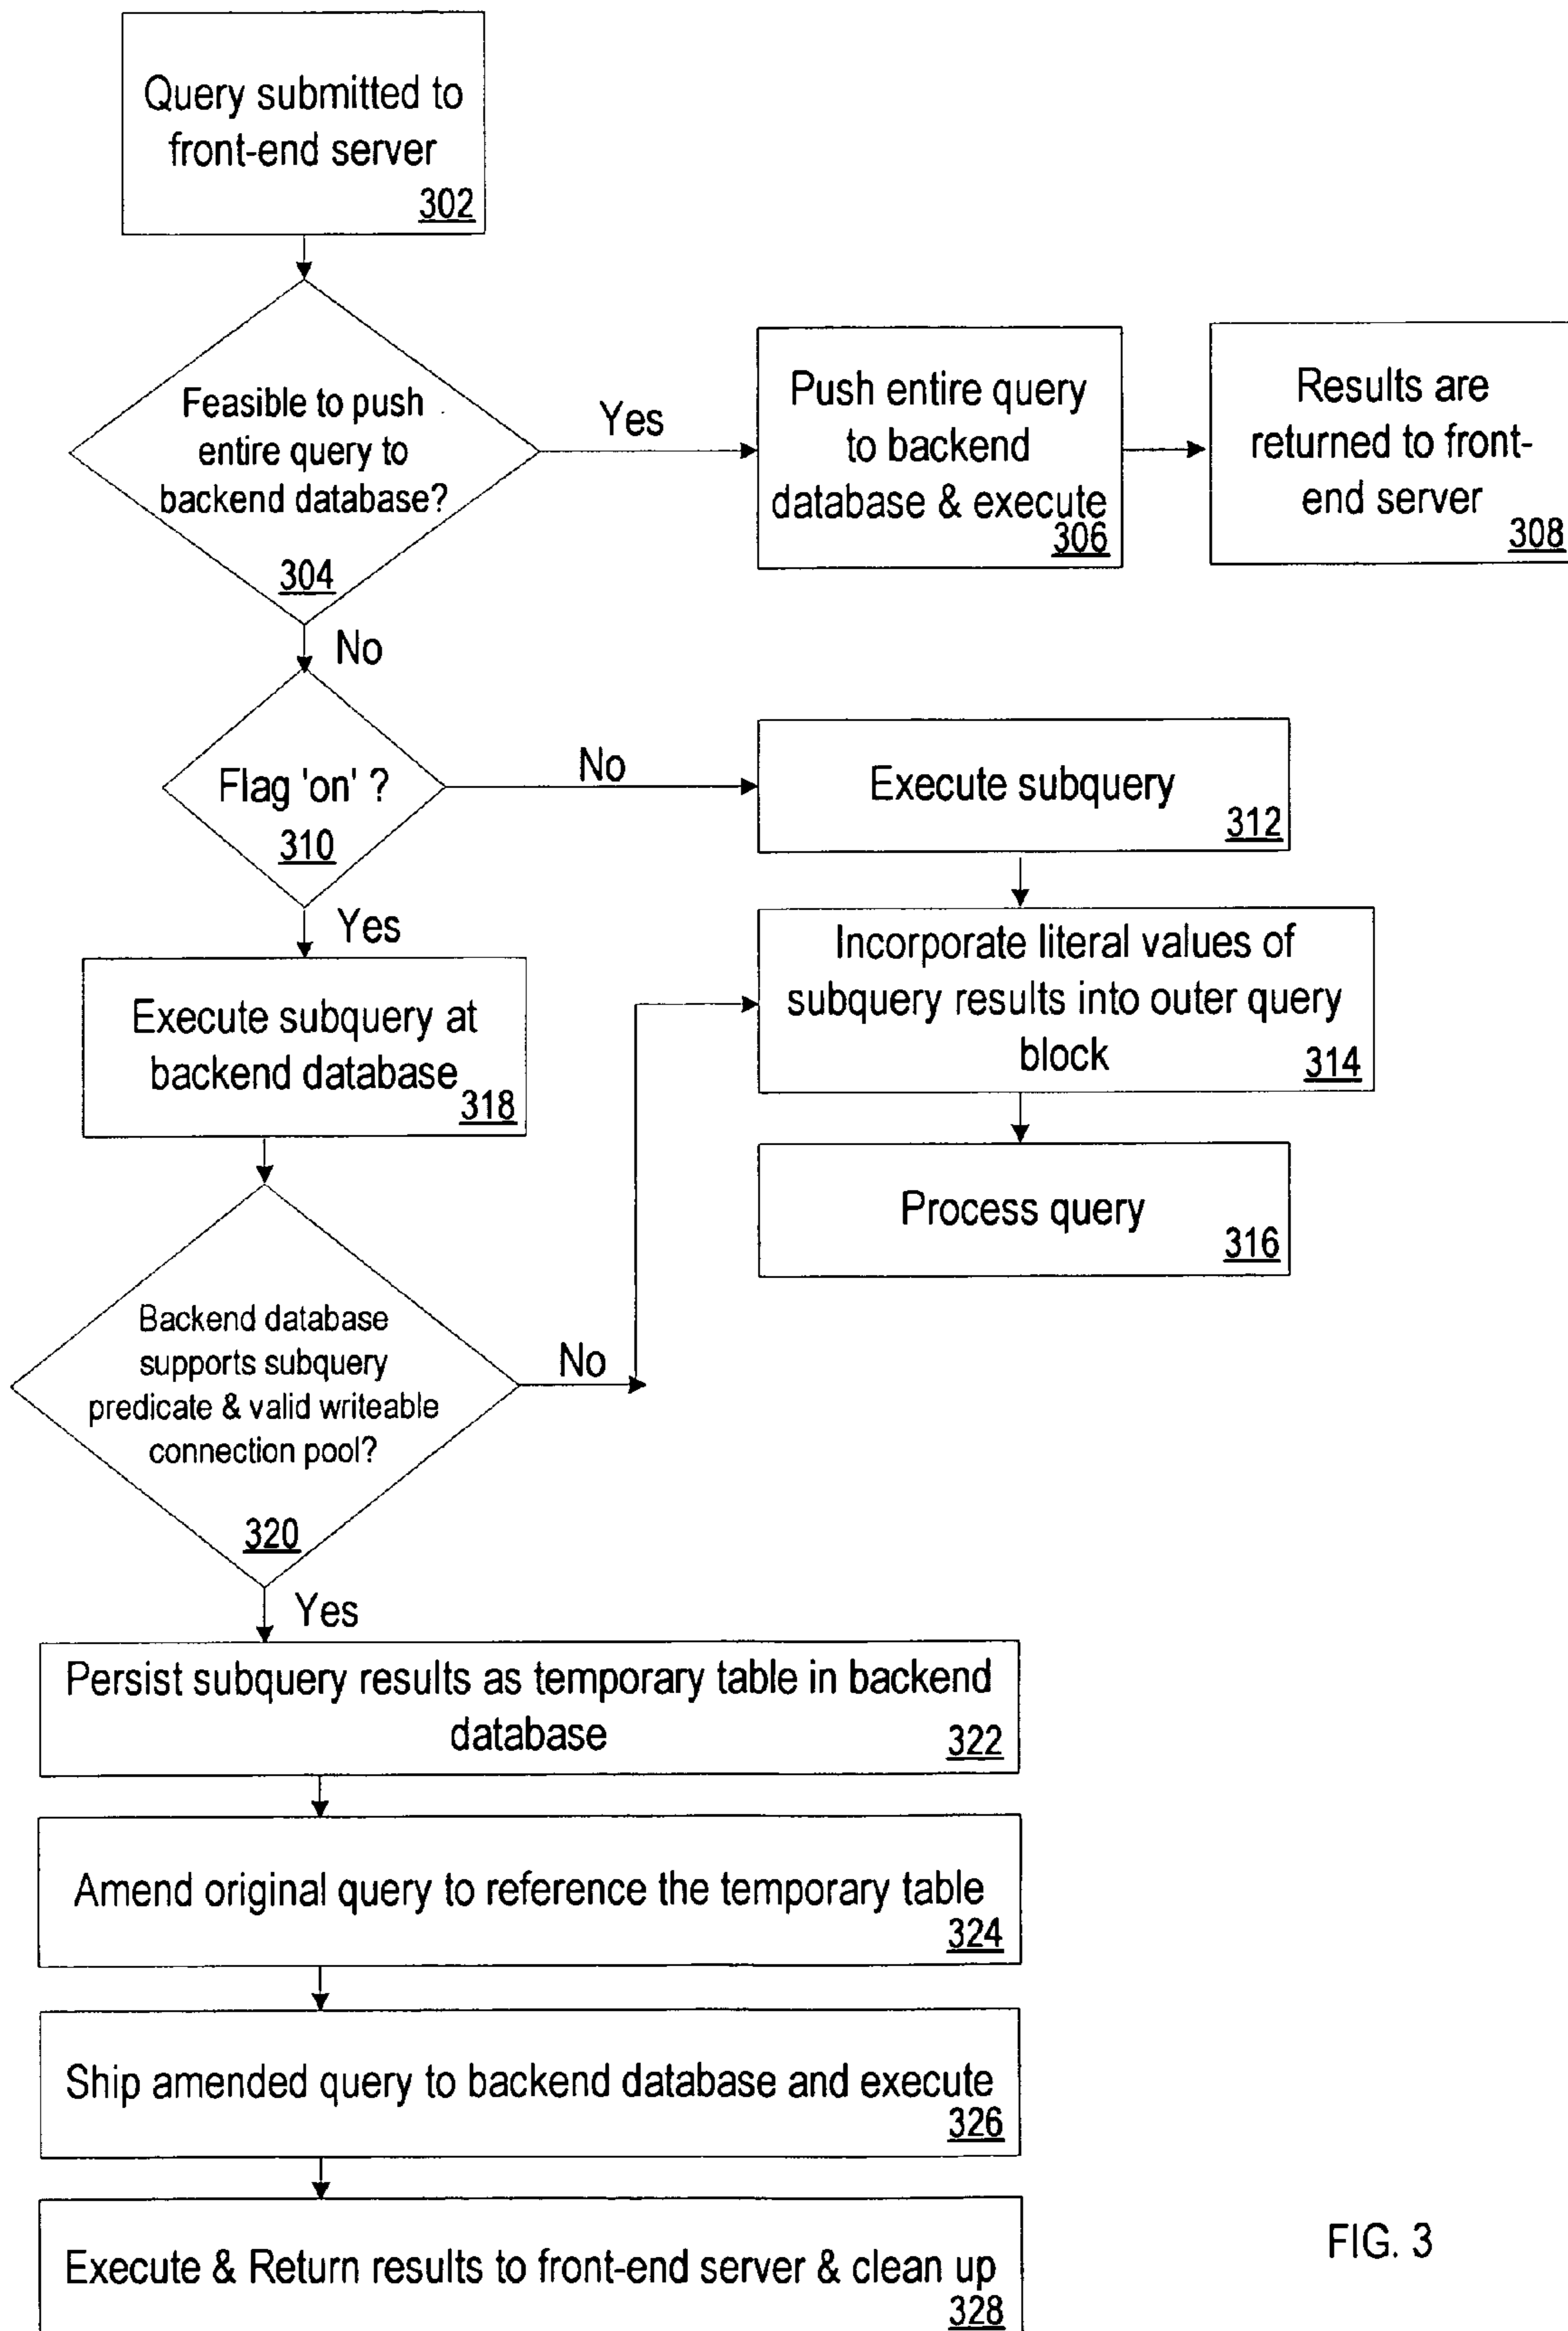 Query submitted to
front-end server
302
Feasible to push
entire query to
backend database?
304
Yes
Push entire query
to backend
database & execute
306
Results are
returned to front-
end server
308
No
Flag 'on' ?
310
No
Execute subquery
312
Yes
Incorporate literal values of
subquery results into outer query
block
314
Execute subquery at
backend database
318
Process query
316
Backend database
supports subquery
predicate & valid writeable
connection pool?
320
No
Yes
Persist subquery results as temporary table in backend
database
322
Amend original query to reference the temporary table
324
Ship amended query to backend database and execute
326
Execute & Return results to front-end server & clean up
328
FIG. 3